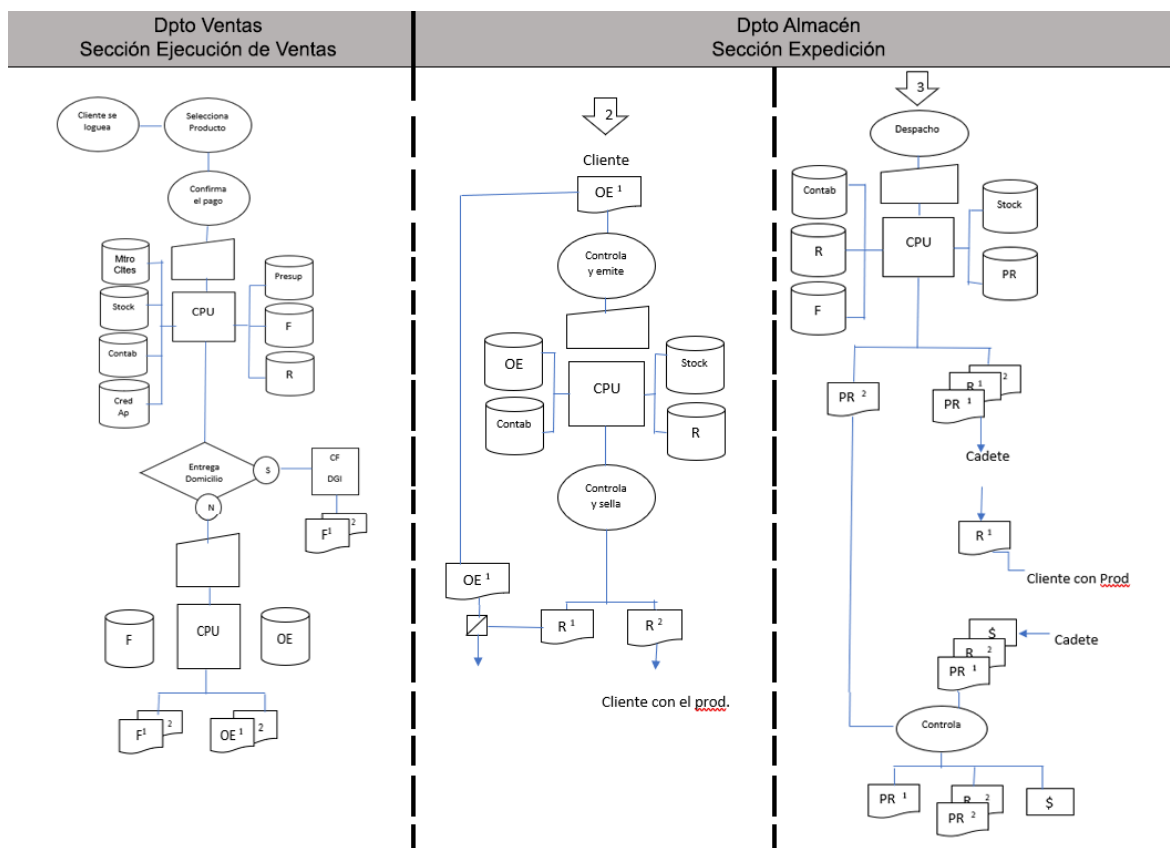 Dpto Ventas
Sección Ejecución de Ventas
Dpto Almacén
Sección Expedición
Cliente se
loguea
Selecciona
Producto
Confirma
el pago
Mtro
Cltes
Stock
Contab
Cred
Ap
CPU
Presup
F
R
Entrega
Domicilio
S
N
CF
DGI
F1
2
F
CPU
OE
F1
2
OE 1
2
2
Cliente
OE 1
Controla
y emite
OE
Contab
CPU
Stock
R
Controla
y sella
OE 1
R 1
R 2
Cliente con el prod.
3
Despacho
Contab
R
F
CPU
Stock
PR
PR 2
2
R 1
PR 1
Cadete
R 1
Cliente con Prod
$
R 2
PR 1
Cadete
Controla
PR 1
R 2
PR 2
$